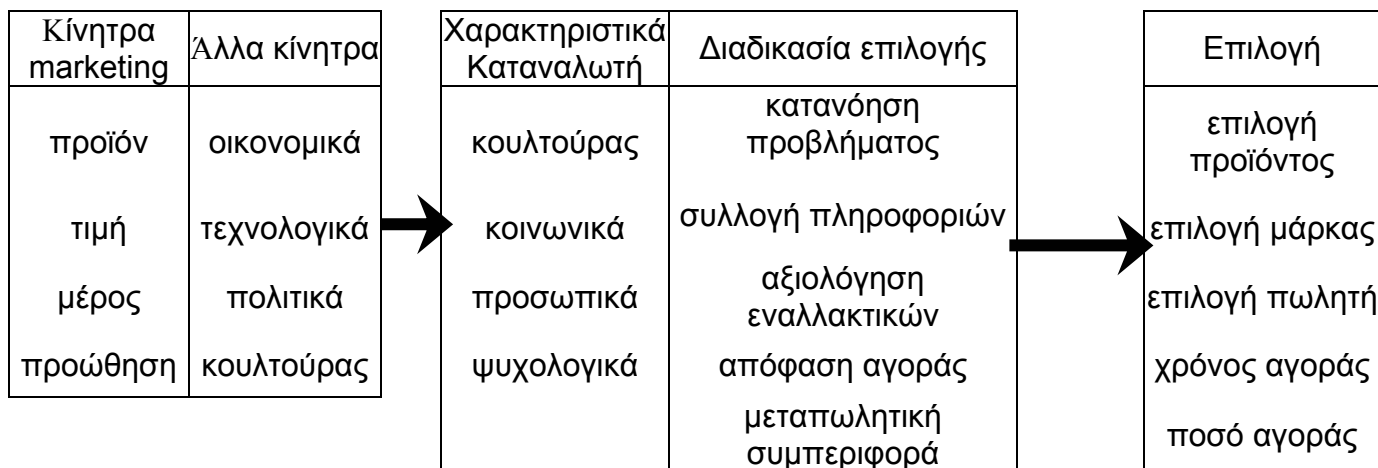 Κίνητρα
marketing
Άλλα κίνητρα
προϊόν
οικονομικά
τιμή
τεχνολογικά
μέρος
πολιτικά
προώθηση
κουλτούρας
Χαρακτηριστικά
Καταναλωτή
Διαδικασία επιλογής
κουλτούρας
κατανόηση
προβλήματος
κοινωνικά
συλλογή πληροφοριών
προσωπικά
αξιολόγηση
εναλλακτικών
ψυχολογικά
απόφαση αγοράς
μεταπωλητική
συμπεριφορά
Επιλογή
επιλογή
προϊόντος
επιλογή μάρκας
επιλογή πωλητή
χρόνος αγοράς
ποσό αγοράς